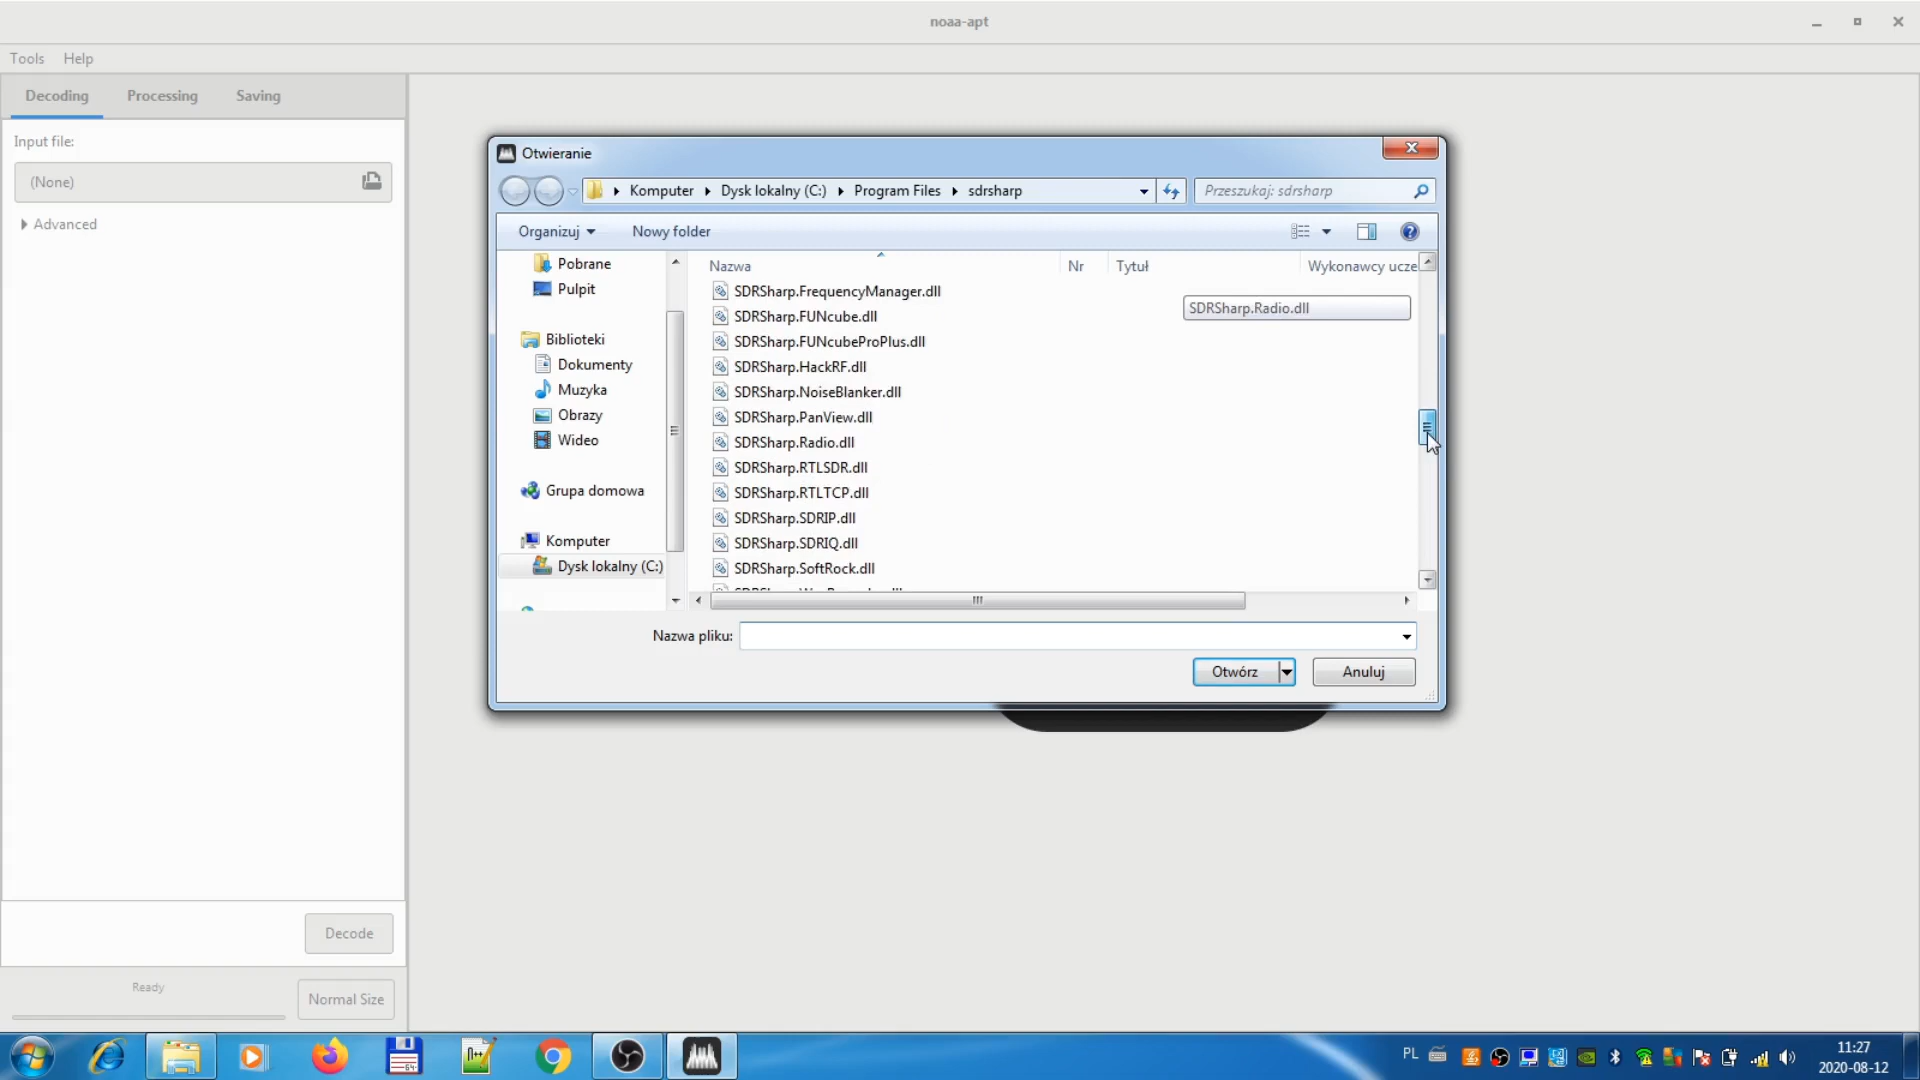 noaa-apt
Tools Help
Decoding Processing Saving
Input file:
(None)
Advanced
Decode
Ready
Normal Size
Otwieranie
Komputer Dysk lokalny (C:) Program Files sdrsharp
Przeszukaj: sdrsharp
Organizuj Nowy folder
Pobrane
Pulpit
Biblioteki
Dokumenty
Muzyka
Obrazy
Wideo
Grupa domowa
Komputer
Dysk lokalny (C:)
Nazwa Nr Tytuł Wykonawcy ucze
SDRSharp.FrequencyManager.dll
SDRSharp.FUNcube.dll
SDRSharp.FUNcubeProPlus.dll
SDRSharp.HackRF.dll
SDRSharp.NoiseBlanker.dll
SDRSharp.PanView.dll
SDRSharp.Radio.dll
SDRSharp.RTLSDR.dll
SDRSharp.RTLTCP.dll
SDRSharp.SDRIP.dll
SDRSharp.SDRIQ.dll
SDRSharp.SoftRock.dll
SDRSharp.Radio.dll
Nazwa pliku:
Otwórz Anuluj
PL
11:27
2020-08-12